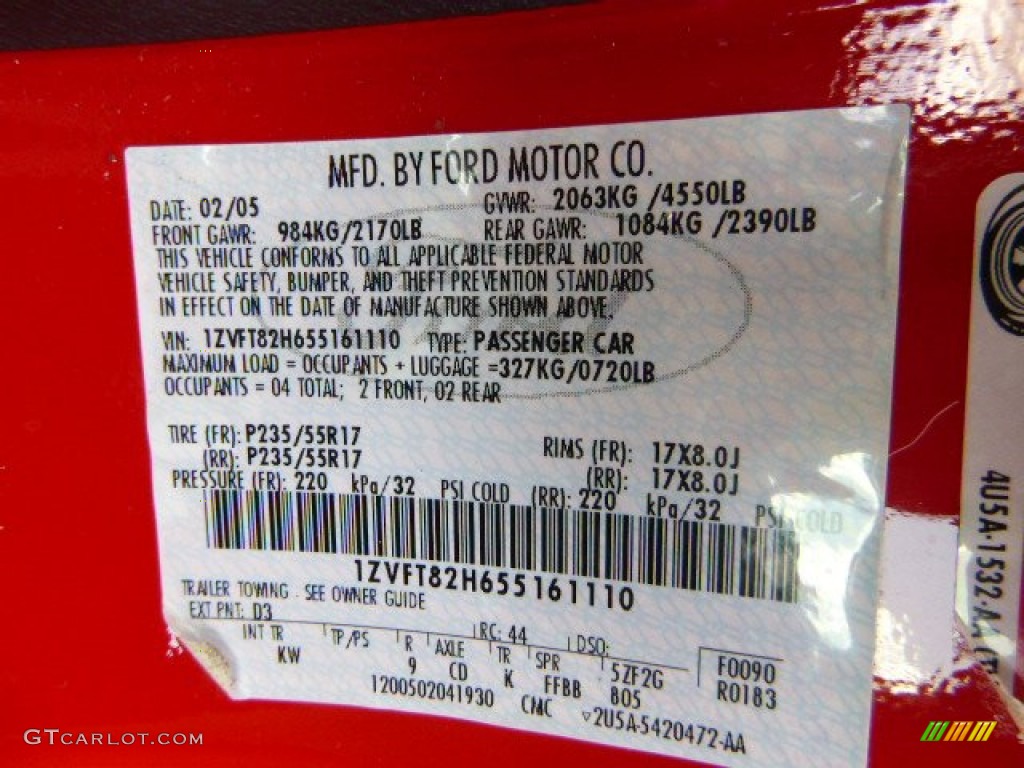 MFD. BY FORD MOTOR CO.
DATE: 02/05 GVWR: 2063KG /4550LB
FRONT GAWR: 984KG/2170LB REAR GAWR: 1084KG /2390LB
THIS VEHICLE CONFORMS TO ALL APPLICABLE FEDERAL MOTOR
VEHICLE SAFETY, BUMPER, AND THEFT PREVENTION STANDARDS
IN EFFECT ON THE DATE OF MANUFACTURE SHOWN ABOVE.
VIN: 1ZVFT82H655161110 TYPE: PASSENGER CAR
MAXIMUM LOAD = OCCUPANTS + LUGGAGE =327KG/0720LB
OCCUPANTS = 04 TOTAL; 2 FRONT, 02 REAR
TIRE (FR): P235/55R17 RIMS (FR): 17X8.0J
(RR): P235/55R17 (RR): 17X8.0J
PRESSURE (FR): 220 kPa/32 PSI COLD (RR): 220 kPa/32 PSI COLD
1ZVFT82H655161110
TRAILER TOWING - SEE OWNER GUIDE
EXT PNT: D3 RC: 44 DSO:
INT TR TP/PS R AXLE TR SPR 5ZF2G F0090
KW 9 CD K FFBB 805 R0183
1200502041930 CMC ▽2U5A-5420472-AA
4U5A-1532-AA
GTCARLOT.COM